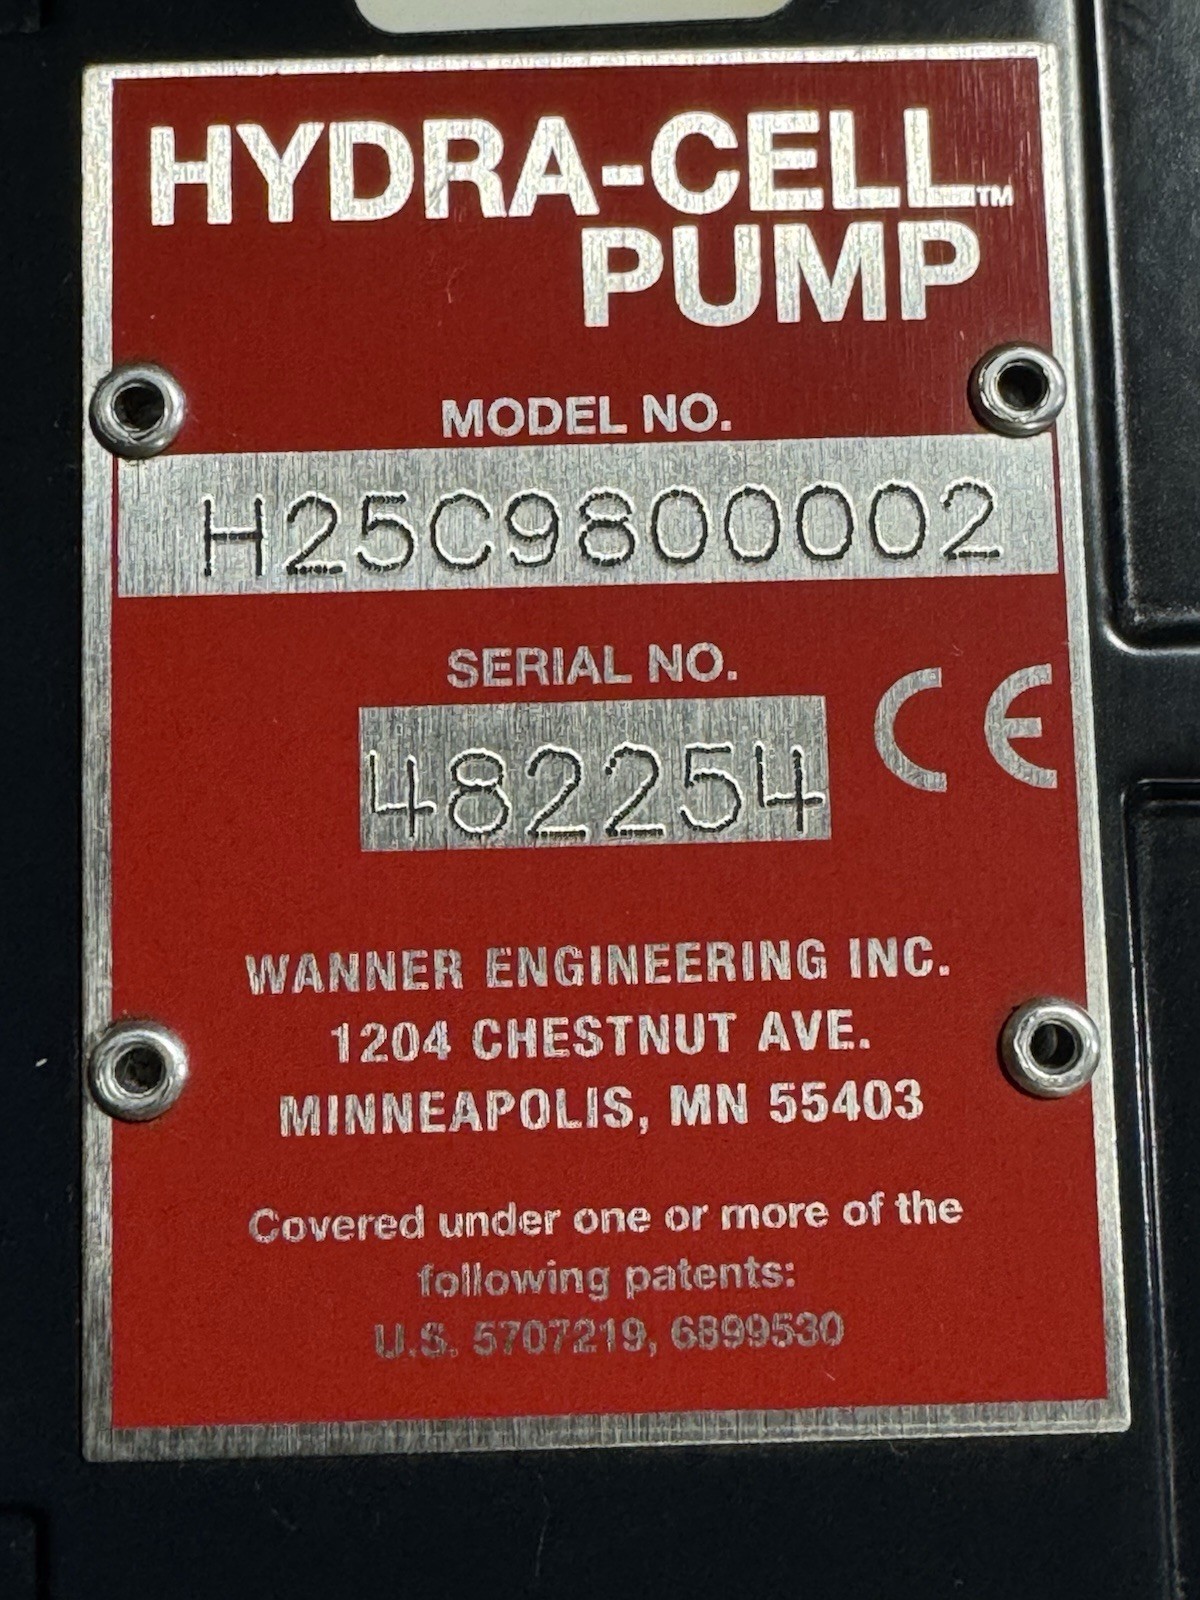 HYDRA-CELL™
PUMP
MODEL NO.
H25C9800002
SERIAL NO.
482254
CE
WANNER ENGINEERING INC.
1204 CHESTNUT AVE.
MINNEAPOLIS, MN 55403
Covered under one or more of the
following patents:
U.S. 5707219, 6899530